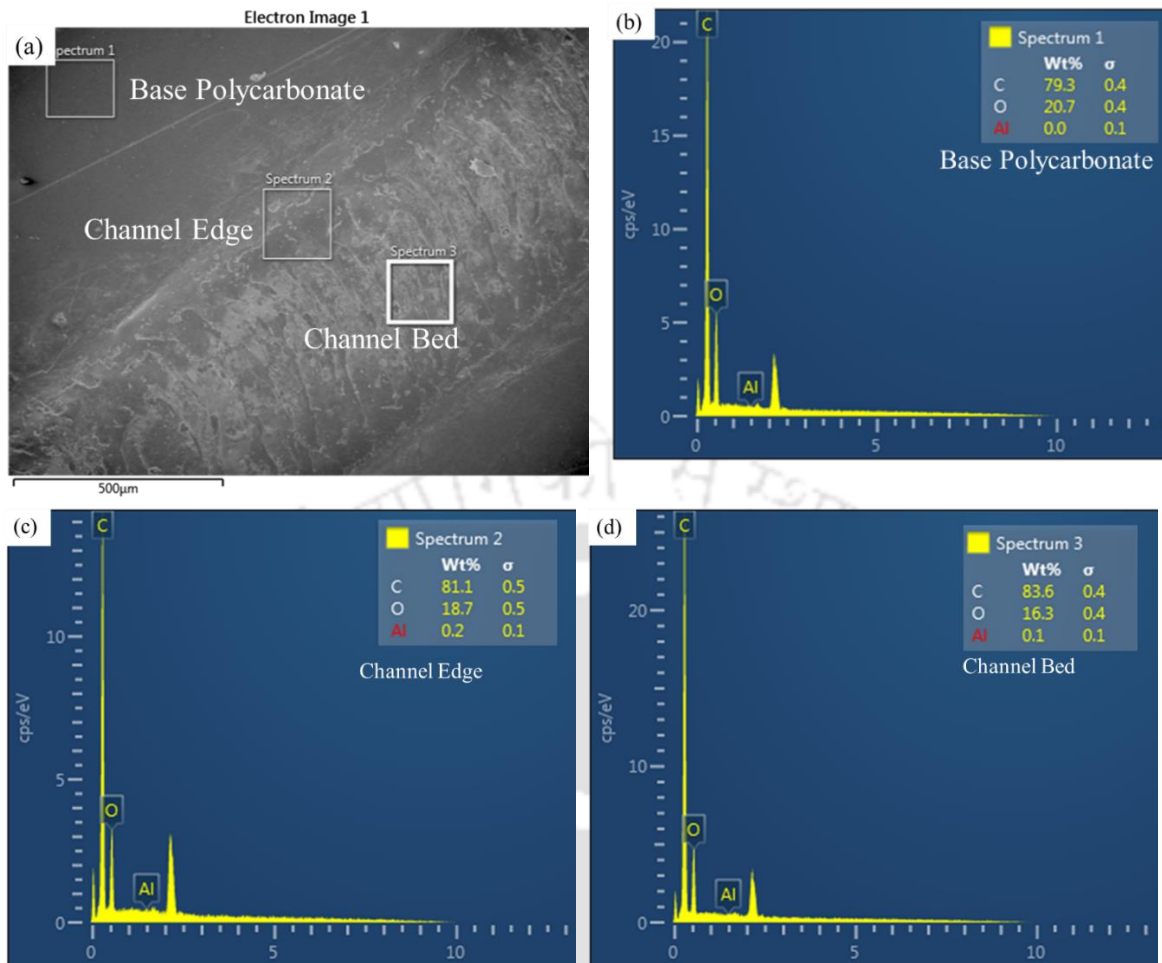 Electron Image 1
(a)
Spectrum 1
Base Polycarbonate
Spectrum 2
Channel Edge
Spectrum 3
Channel Bed
500µm
(b)
C
Spectrum 1
Wt% σ
C 79.3 0.4
O 20.7 0.4
Al 0.0 0.1
Base Polycarbonate
20
15
cps/eV
10
O
5
Al
0
0 5 10
(c)
C
Spectrum 2
Wt% σ
C 81.1 0.5
O 18.7 0.5
Al 0.2 0.1
Channel Edge
10
cps/eV
5
O
Al
0
0 5 10
(d)
C
Spectrum 3
Wt% σ
C 83.6 0.4
O 16.3 0.4
Al 0.1 0.1
Channel Bed
20
cps/eV
10
O
Al
0
0 5 10